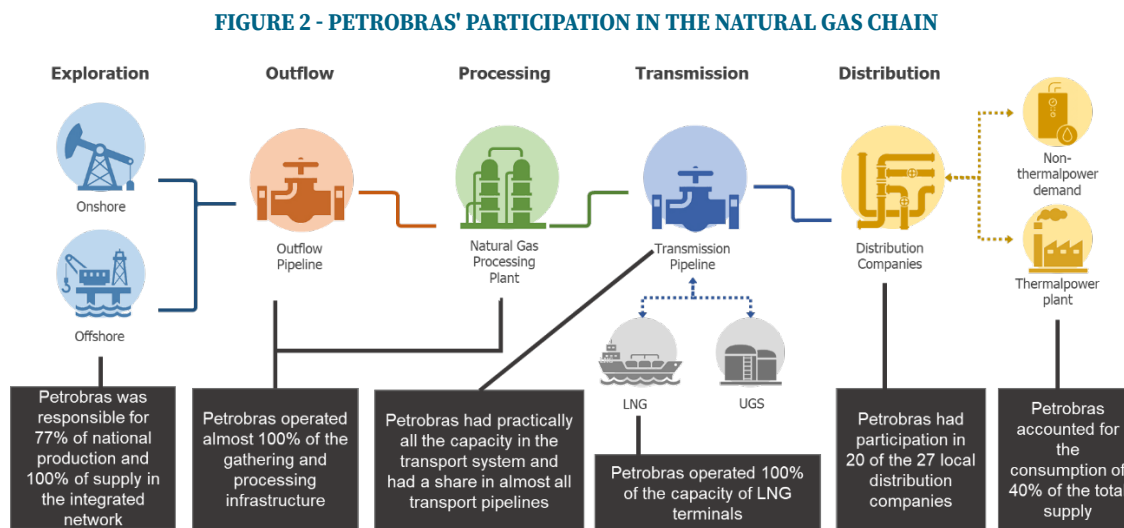 FIGURE 2 - PETROBRAS' PARTICIPATION IN THE NATURAL GAS CHAIN
Exploration
Outflow
Processing
Transmission
Distribution
Onshore
Offshore
Outflow
Pipeline
Natural Gas
Processing
Plant
Transmission
Pipeline
LNG
UGS
Distribution
Companies
Non-
thermalpower
demand
Thermalpower
plant
Petrobras was
responsible for
77% of national
production and
100% of supply in
the integrated
network
Petrobras operated
almost 100% of the
gathering and
processing
infrastructure
Petrobras had practically
all the capacity in the
transport system and
had a share in almost all
transport pipelines
Petrobras operated 100%
of the capacity of LNG
terminals
Petrobras had
participation in
20 of the 27 local
distribution
companies
Petrobras
accounted for
the
consumption of
40% of the total
supply